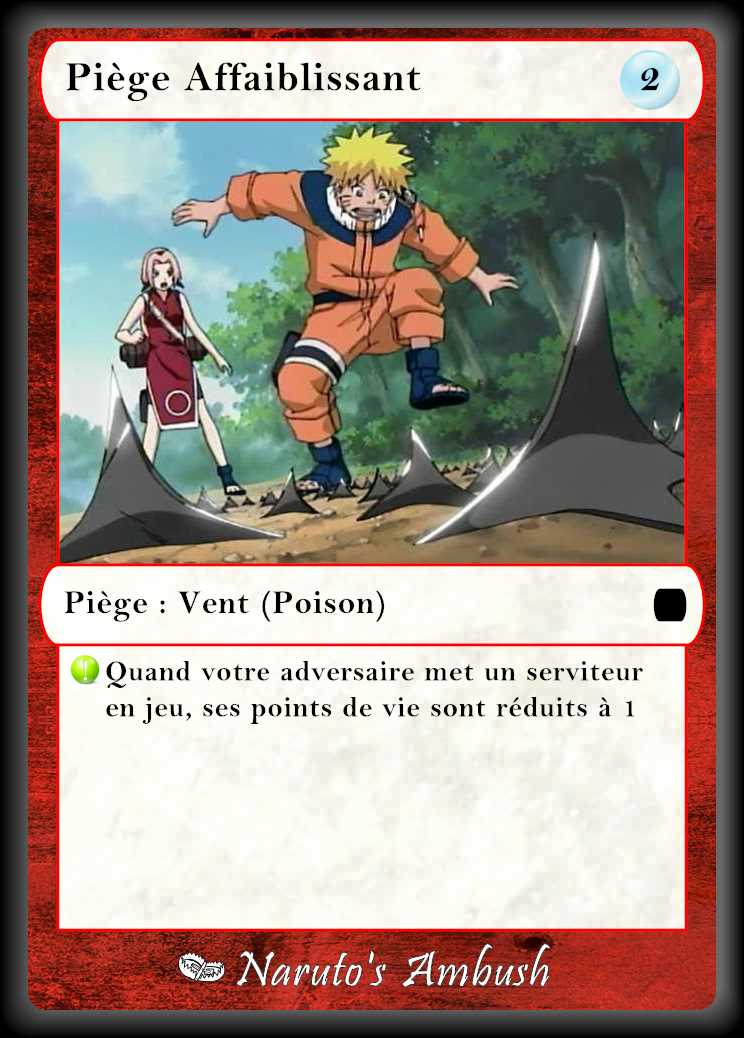 Piège Affaiblissant
2
Piège : Vent (Poison)
! Quand votre adversaire met un serviteur
en jeu, ses points de vie sont réduits à 1
Naruto's Ambush